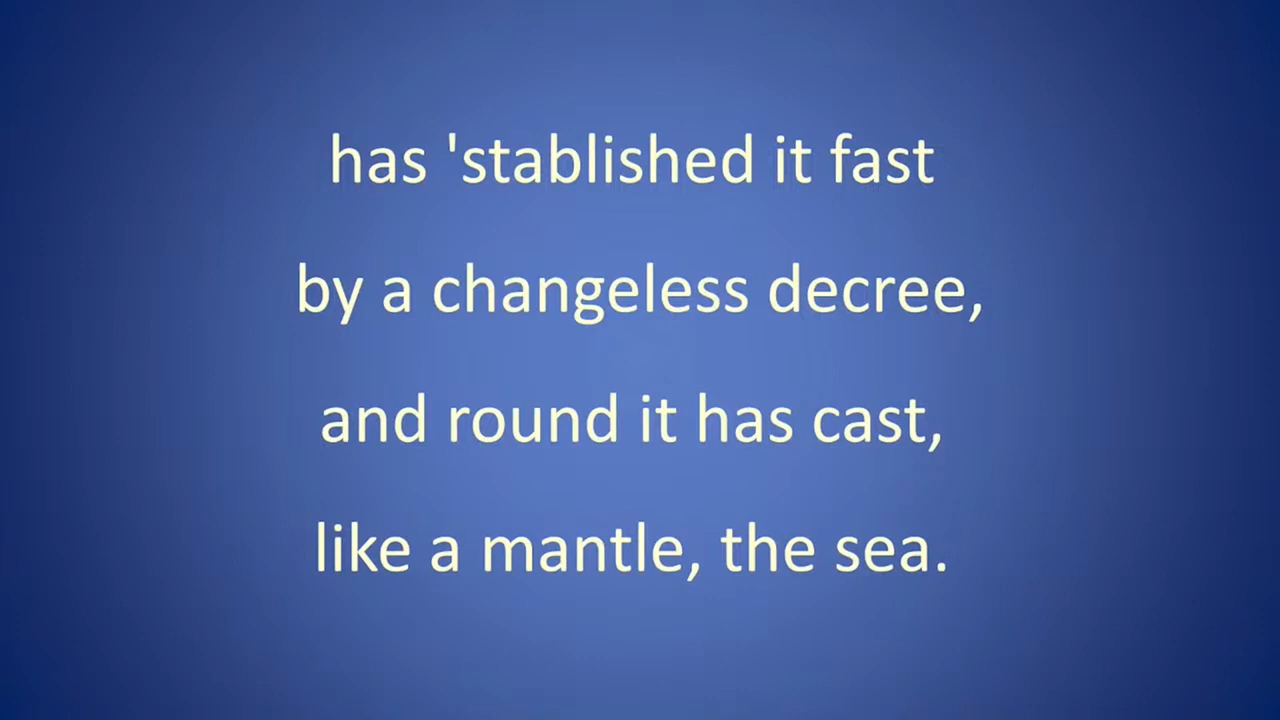 has 'stablished it fast
by a changeless decree,
and round it has cast,
like a mantle, the sea.